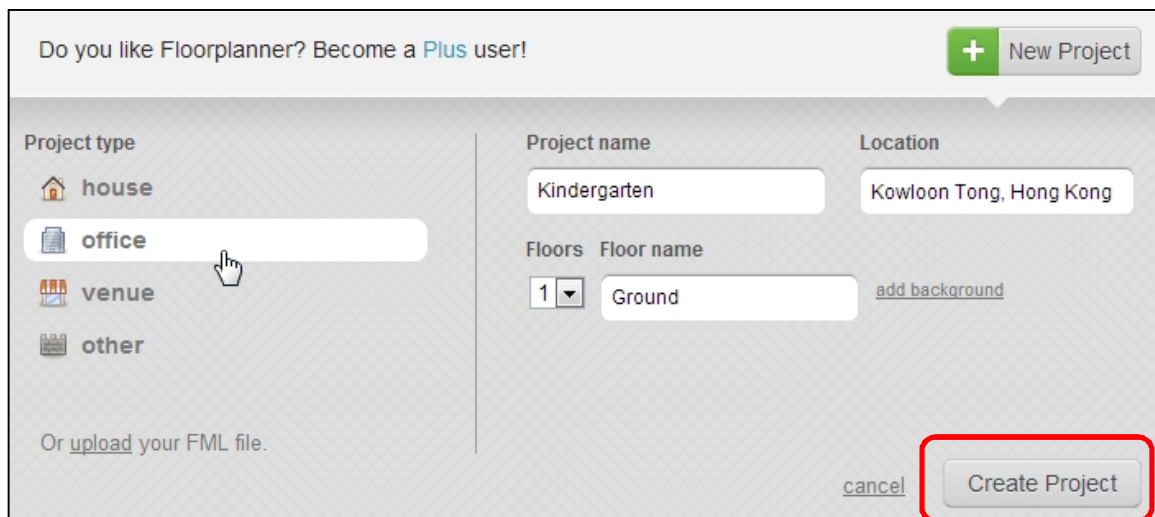 Do you like Floorplanner? Become a Plus user!
New Project
Project type
house
office
venue
other
Or upload your FML file.
Project name
Location
Kindergarten
Kowloon Tong, Hong Kong
Floors Floor name
1 Ground
add background
cancel
Create Project